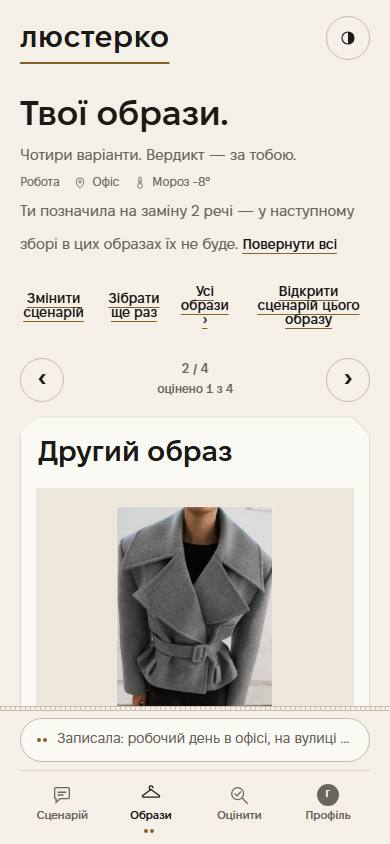 люстерко
Твої образи.
Чотири варіанти. Вердикт — за тобою.
Робота Офіс Мороз -8°
Ти позначила на заміну 2 речі — у наступному
зборі в цих образах їх не буде. Повернути всі
Змінити
сценарій
Зібрати
ще раз
Усі
образи
›
Відкрити
сценарій цього
образу
‹
2 / 4
оцінено 1 з 4
›
Другий образ
Записала: робочий день в офісі, на вулиці ...
Сценарій
Образи
Оцінити
Г
Профіль